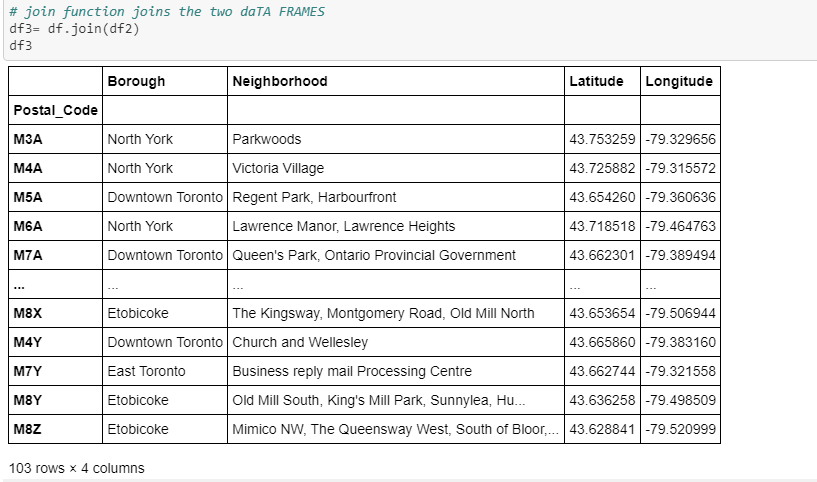 # join function joins the two daTA FRAMES
df3= df.join(df2)
df3
Borough Neighborhood Latitude Longitude
Postal_Code
M3A North York Parkwoods 43.753259 -79.329656
M4A North York Victoria Village 43.725882 -79.315572
M5A Downtown Toronto Regent Park, Harbourfront 43.654260 -79.360636
M6A North York Lawrence Manor, Lawrence Heights 43.718518 -79.464763
M7A Downtown Toronto Queen's Park, Ontario Provincial Government 43.662301 -79.389494
... ... ... ... ...
M8X Etobicoke The Kingsway, Montgomery Road, Old Mill North 43.653654 -79.506944
M4Y Downtown Toronto Church and Wellesley 43.665860 -79.383160
M7Y East Toronto Business reply mail Processing Centre 43.662744 -79.321558
M8Y Etobicoke Old Mill South, King's Mill Park, Sunnylea, Hu... 43.636258 -79.498509
M8Z Etobicoke Mimico NW, The Queensway West, South of Bloor,... 43.628841 -79.520999
103 rows × 4 columns